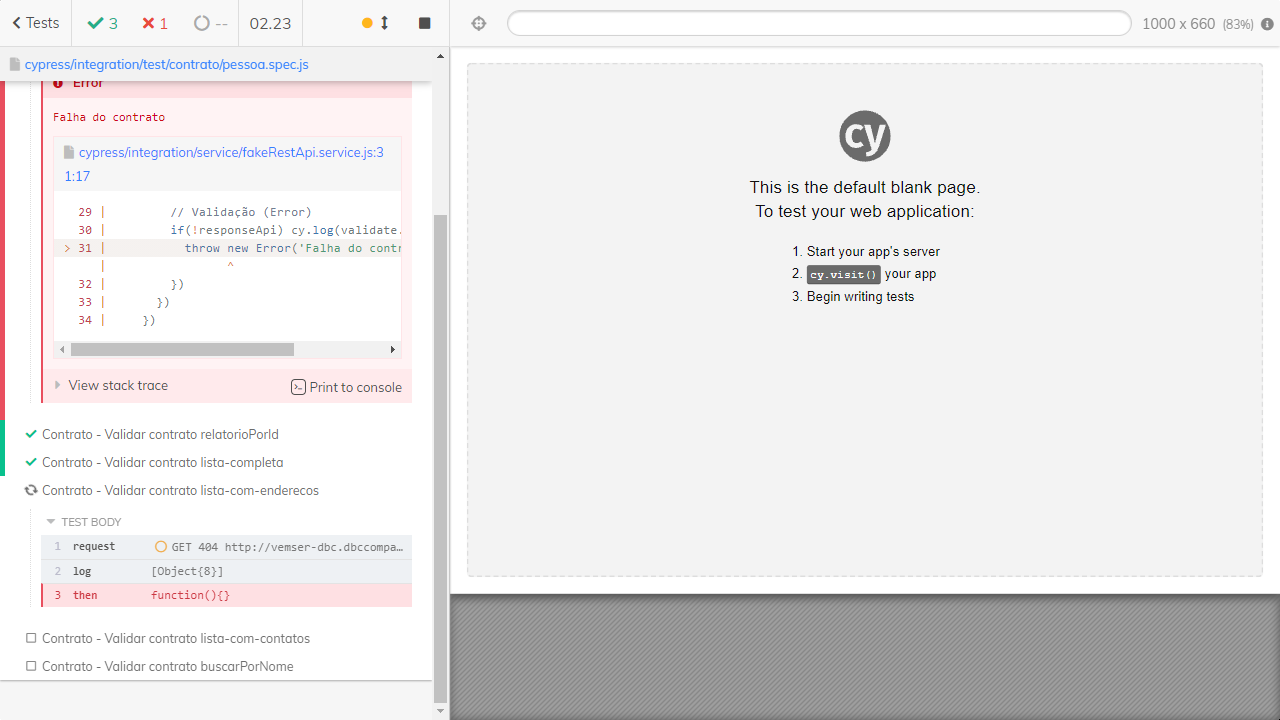 Tests
3
1
--
02.23
1000 x 660 (83%)
cypress/integration/test/contrato/pessoa.spec.js
Error
Falha do contrato
cypress/integration/service/fakeRestApi.service.js:3
1:17
29 | // Validação (Error)
30 | if(!responseApi) cy.log(validate.
> 31 | throw new Error('Falha do contr
| ^
32 | })
33 | })
34 | })
View stack trace
Print to console
Contrato - Validar contrato relatorioPorId
Contrato - Validar contrato lista-completa
Contrato - Validar contrato lista-com-enderecos
TEST BODY
1 request GET 404 http://vemser-dbc.dbccompa…
2 log [Object{8}]
3 then function(){}
Contrato - Validar contrato lista-com-contatos
Contrato - Validar contrato buscarPorNome
cy
This is the default blank page.
To test your web application:
1. Start your app's server
2. cy.visit() your app
3. Begin writing tests